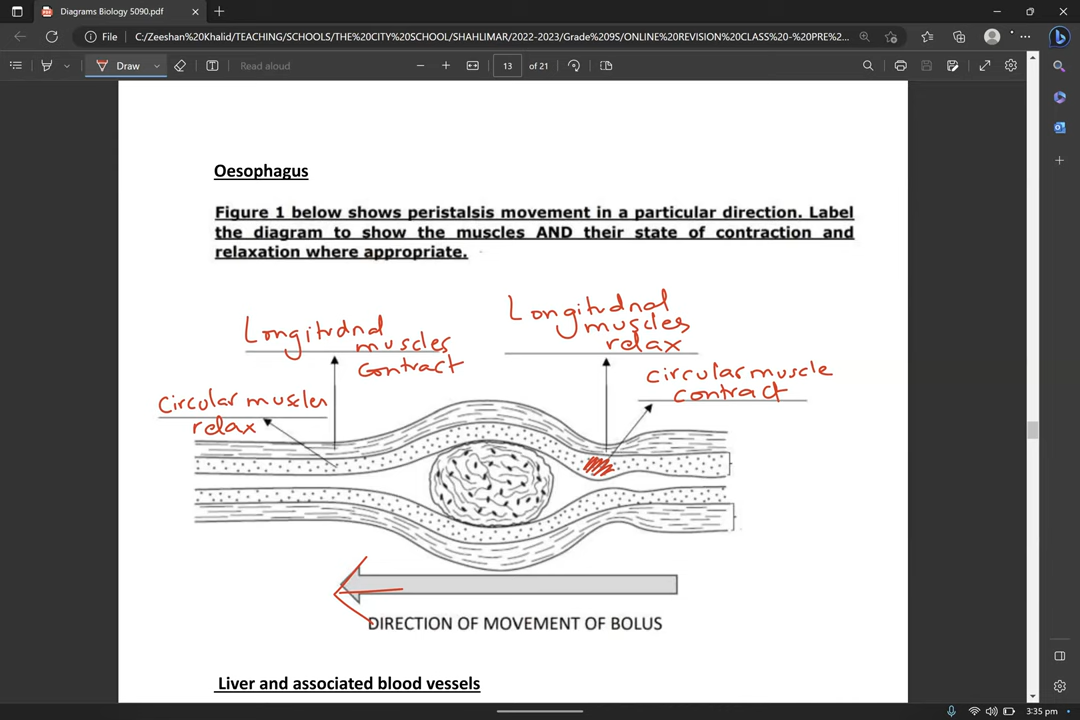 Diagrams Biology 5090.pdf
File
C:/Zeeshan%20Khalid/TEACHING/SCHOOLS/THE%20CITY%20SCHOOL/SHAHLIMAR/2022-2023/Grade%209S/ONLINE%20REVISION%20CLASS%20-%20PRE%2...
Draw
Read aloud
13
of 21
Oesophagus
Figure 1 below shows peristalsis movement in a particular direction. Label
the diagram to show the muscles AND their state of contraction and
relaxation where appropriate.
Longitudnal
muscles
contract
Longitudnal
muscles
relax
circular muscle
contract
Circular muscles
relax
DIRECTION OF MOVEMENT OF BOLUS
Liver and associated blood vessels
3:35 pm